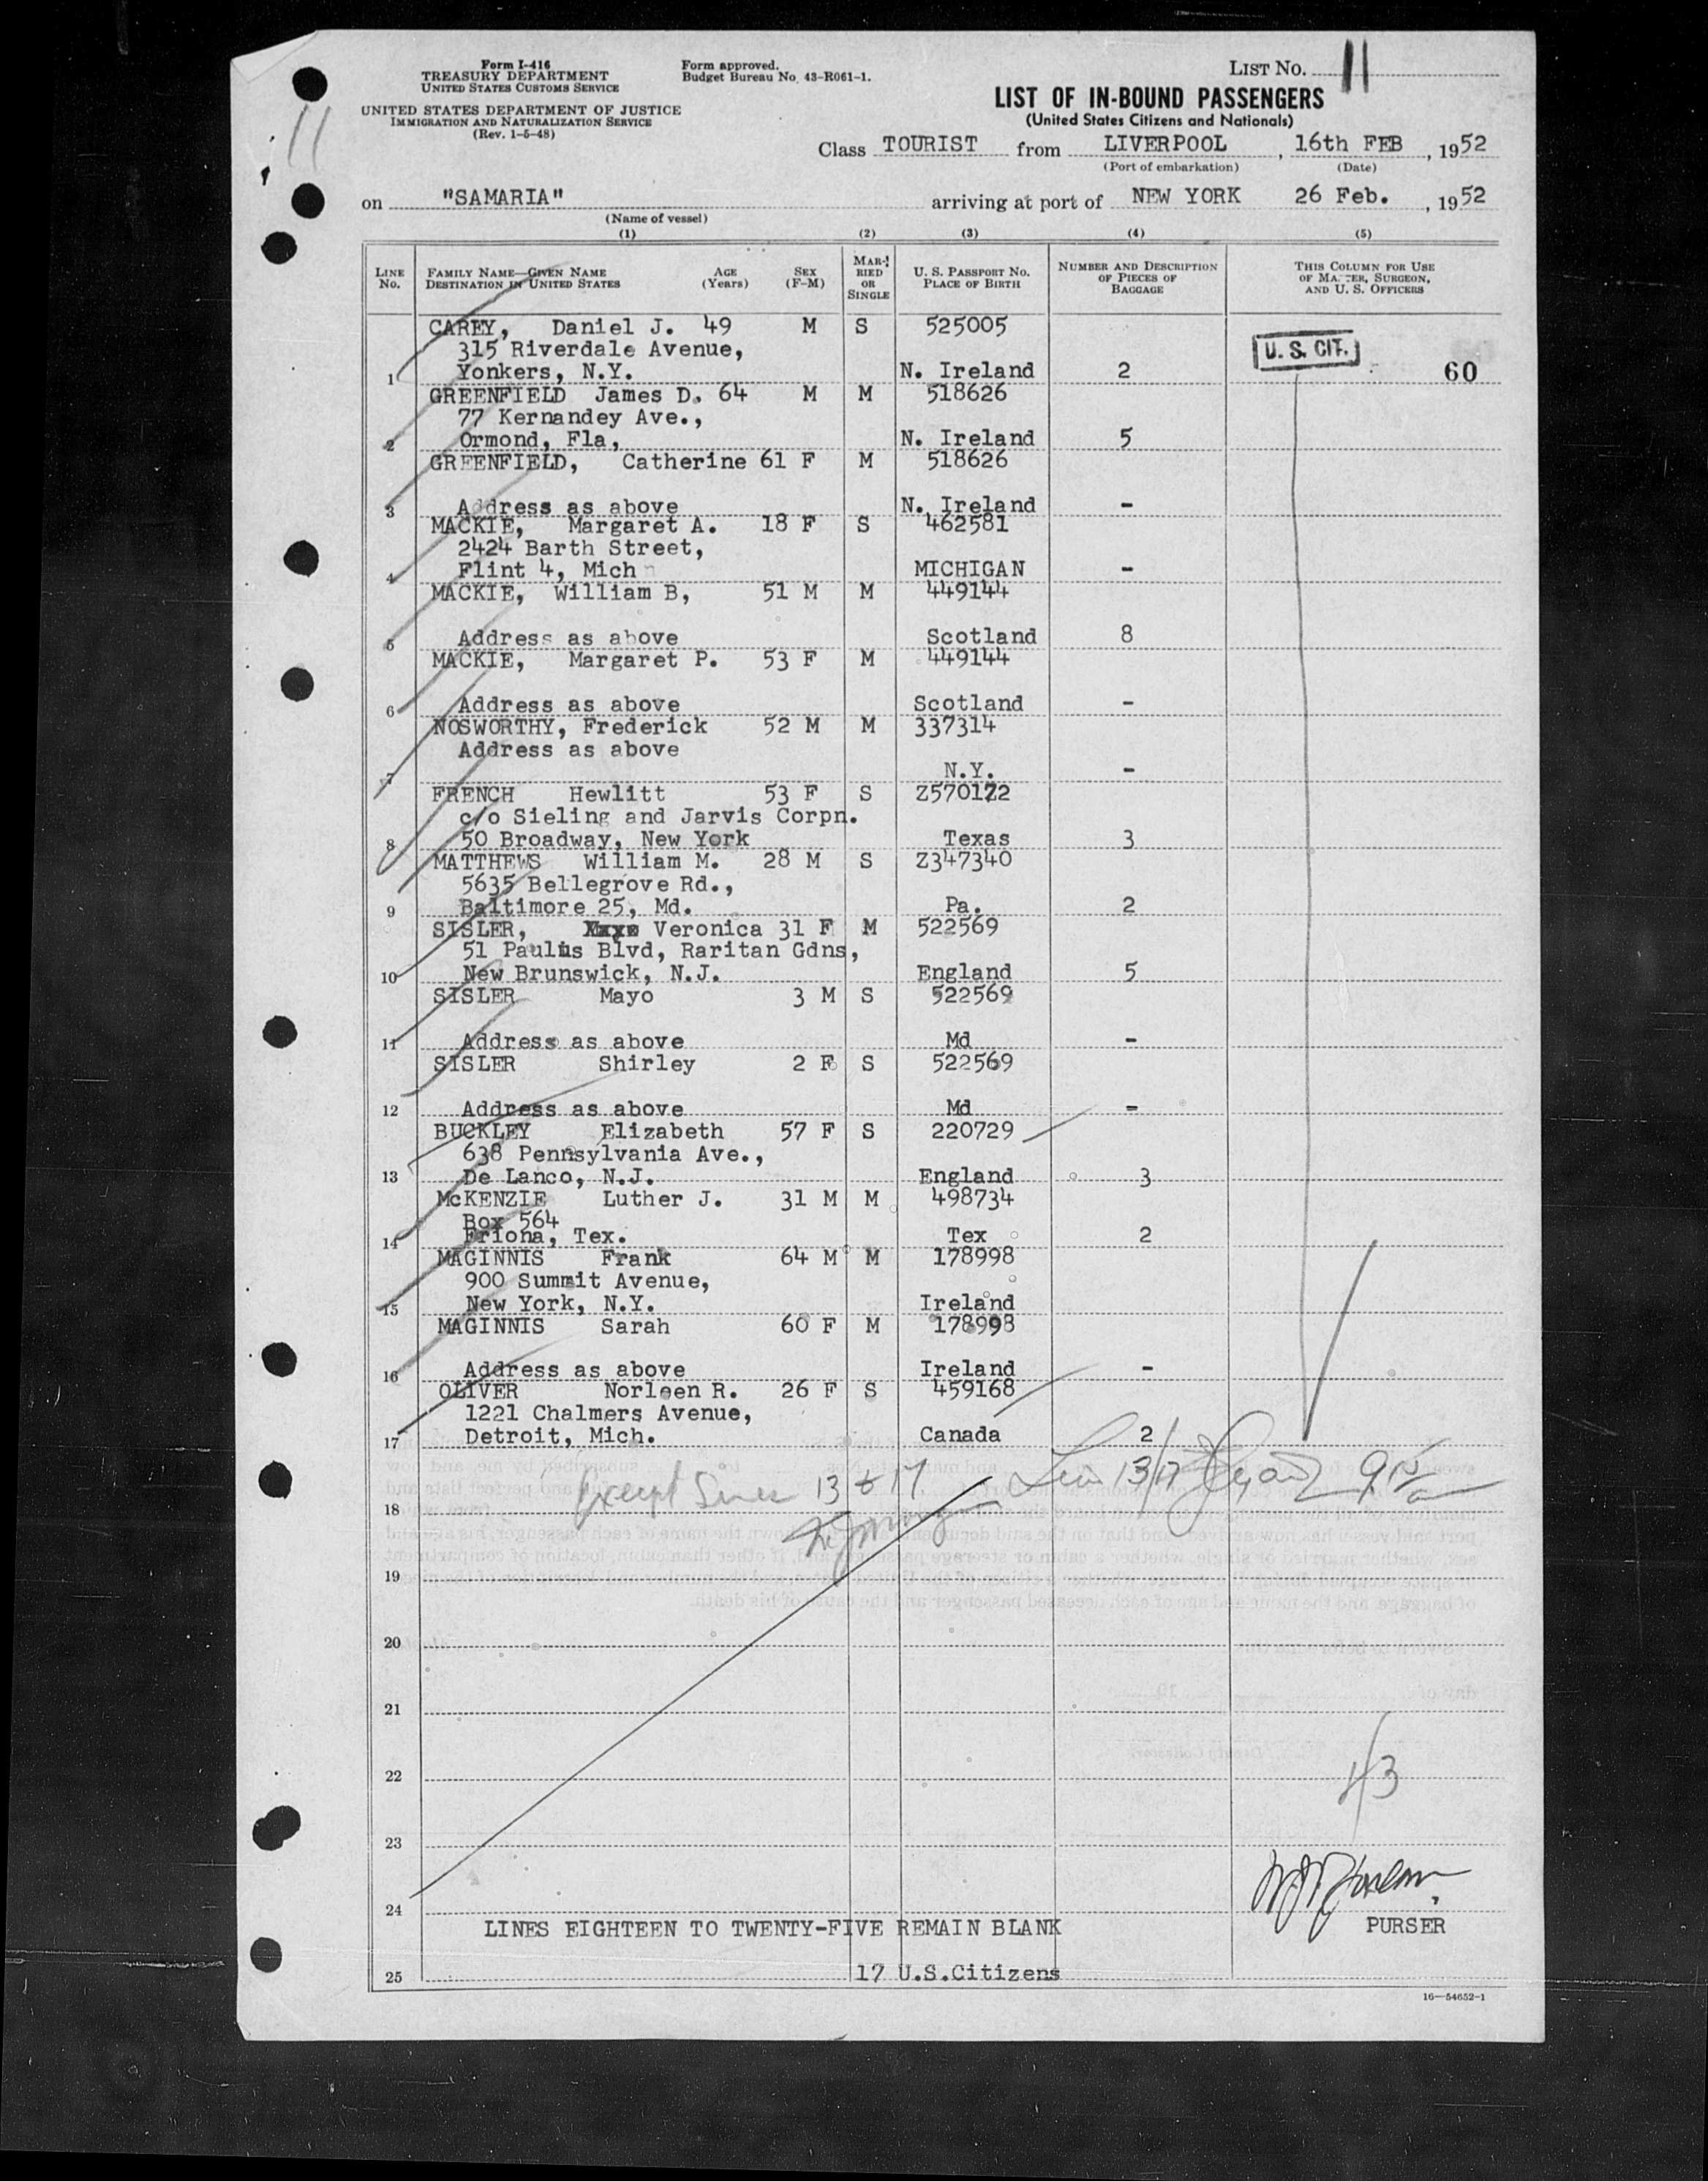 Form I-416
TREASURY DEPARTMENT
UNITED STATES CUSTOMS SERVICE
UNITED STATES DEPARTMENT OF JUSTICE
IMMIGRATION AND NATURALIZATION SERVICE
(Rev. 1-5-48)
Form approved.
Budget Bureau No. 43-R061-1.
LIST NO. 11
11
LIST OF IN-BOUND PASSENGERS
(United States Citizens and Nationals)
Class TOURIST from LIVERPOOL, 16th FEB, 1952
(Port of embarkation) (Date)
on "SAMARIA" arriving at port of NEW YORK 26 Feb., 1952
(Name of vessel)
(1) (2) (3) (4) (5)
LINE NO. FAMILY NAME—GIVEN NAME DESTINATION IN UNITED STATES AGE (Years) SEX (F-M) MARRIED OR SINGLE U. S. PASSPORT NO. PLACE OF BIRTH NUMBER AND DESCRIPTION OF PIECES OF BAGGAGE THIS COLUMN FOR USE OF MASTER, SURGEON, AND U. S. OFFICERS
CAREY, Daniel J. 49 M S 525005
315 Riverdale Avenue, U. S. CIT.
1 Yonkers, N.Y. N. Ireland 2 60
GREENFIELD James D. 64 M M 518626
77 Kernandey Ave.,
2 Ormond, Fla, N. Ireland 5
GREENFIELD, Catherine 61 F M 518626
3 Address as above N. Ireland -
MACKIE, Margaret A. 18 F S 462581
2424 Barth Street,
4 Flint 4, Mich MICHIGAN -
MACKIE, William B, 51 M M 449144
5 Address as above Scotland 8
MACKIE, Margaret P. 53 F M 449144
6 Address as above Scotland -
NOSWORTHY, Frederick 52 M M 337314
Address as above
7 N.Y. -
FRENCH Hewlitt 53 F S Z570172
c/o Sieling and Jarvis Corpn.
8 50 Broadway, New York Texas 3
MATTHEWS William M. 28 M S Z347340
5635 Bellegrove Rd.,
9 Baltimore 25, Md. Pa. 2
SISLER, Veronica 31 F M 522569
51 Paulus Blvd, Raritan Gdns,
10 New Brunswick, N.J. England 5
SISLER Mayo 3 M S 522569
11 Address as above Md -
SISLER Shirley 2 F S 522569
12 Address as above Md -
BUCKLEY Elizabeth 57 F S 220729
638 Pennsylvania Ave.,
13 De Lanco, N.J. England 3
McKENZIE Luther J. 31 M M 498734
Box 564
14 Friona, Tex. Tex 2
MAGINNIS Frank 64 M M 178998
900 Summit Avenue,
15 New York, N.Y. Ireland
MAGINNIS Sarah 60 F M 178998
16 Address as above Ireland -
OLIVER Norleen R. 26 F S 459168
1221 Chalmers Avenue,
17 Detroit, Mich. Canada 2
Except Lines 13 & 17 13/17
18
19
20
21
22
23
24
LINES EIGHTEEN TO TWENTY-FIVE REMAIN BLANK PURSER
25 17 U.S.Citizens
16—54652-1